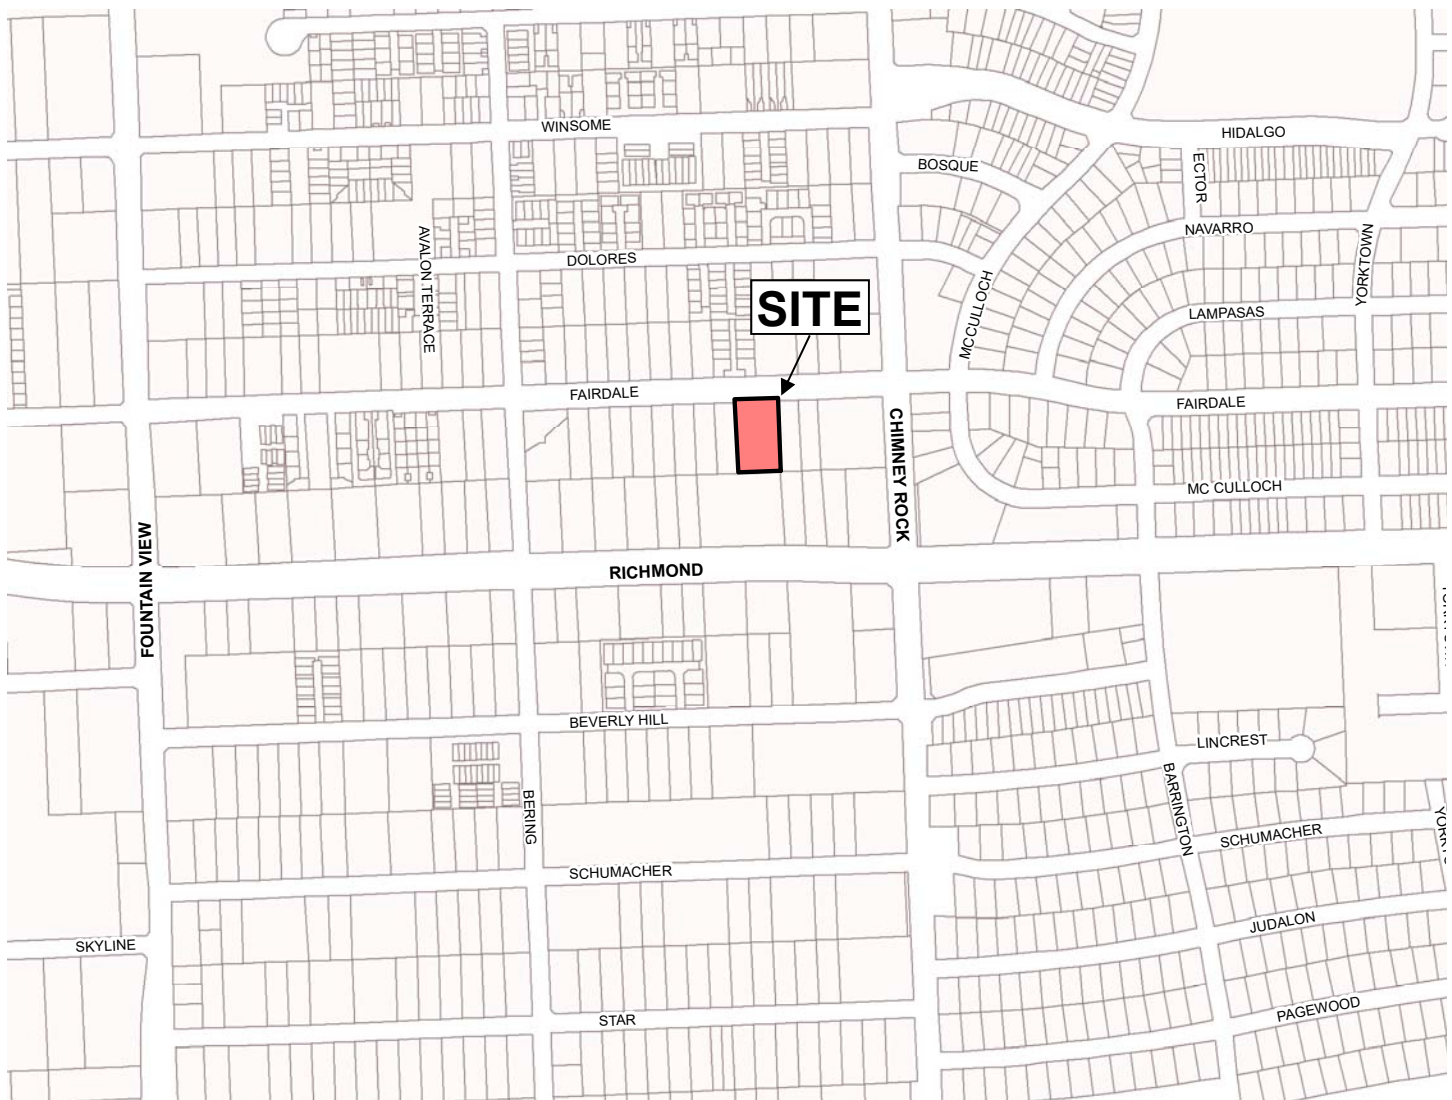 WINSOME
HIDALGO
BOSQUE
ECTOR
NAVARRO
AVALON TERRACE
DOLORES
YORKTOWN
MCCULLOCH
SITE
LAMPASAS
FAIRDALE
FAIRDALE
CHIMNEY ROCK
MC CULLOCH
FOUNTAIN VIEW
RICHMOND
BEVERLY HILL
LINCREST
BERING
BARRINGTON
SCHUMACHER
SCHUMACHER
JUDALON
SKYLINE
PAGEWOOD
STAR